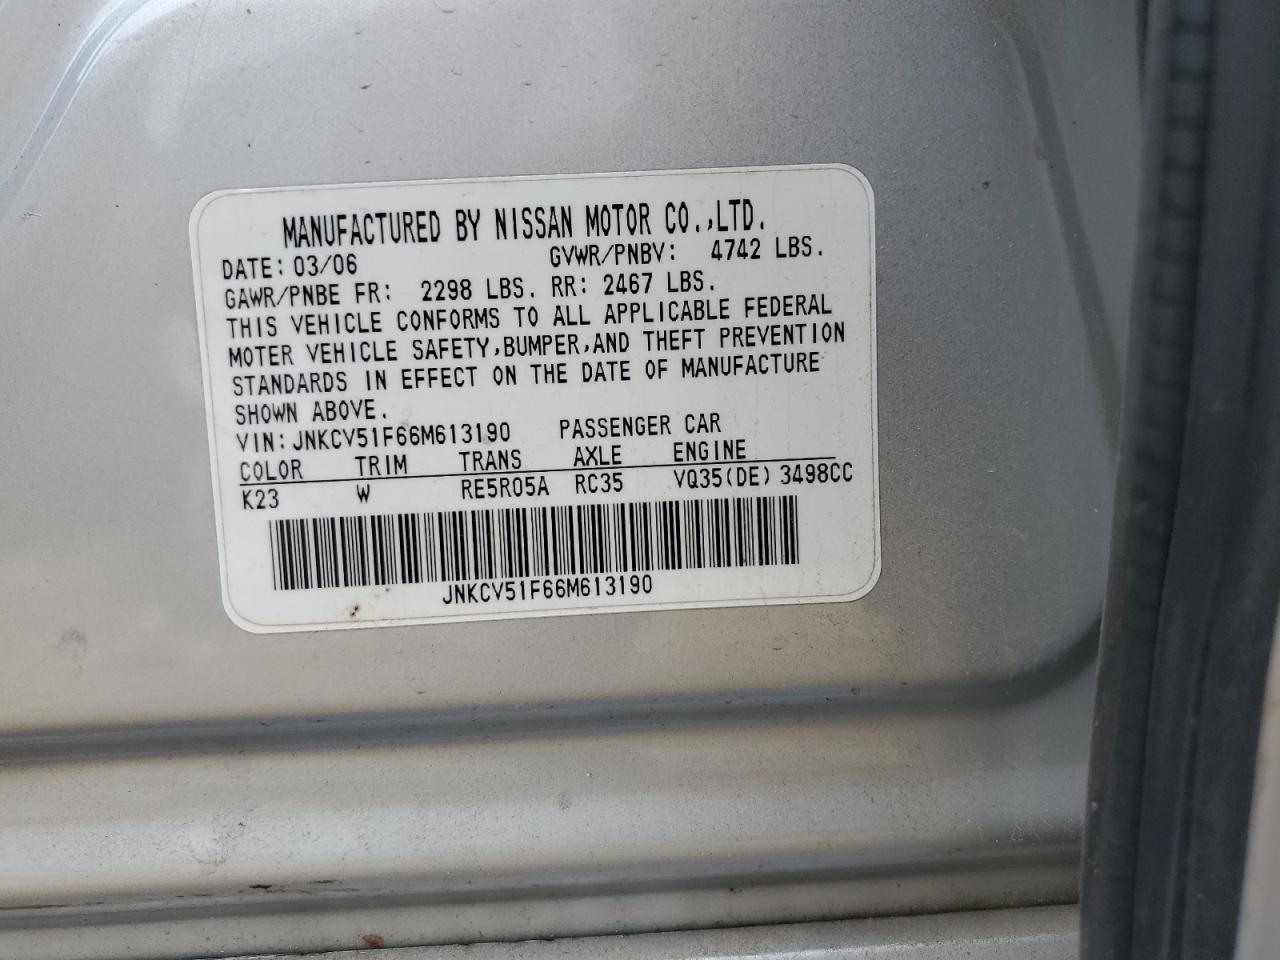 MANUFACTURED BY NISSAN MOTOR CO.,LTD.
DATE: 03/06 GVWR/PNBV: 4742 LBS.
GAWR/PNBE FR: 2298 LBS. RR: 2467 LBS.
THIS VEHICLE CONFORMS TO ALL APPLICABLE FEDERAL
MOTER VEHICLE SAFETY,BUMPER,AND THEFT PREVENTION
STANDARDS IN EFFECT ON THE DATE OF MANUFACTURE
SHOWN ABOVE.
VIN: JNKCV51F66M613190 PASSENGER CAR
COLOR TRIM TRANS AXLE ENGINE
K23 W RE5R05A RC35 VQ35(DE) 3498CC
JNKCV51F66M613190